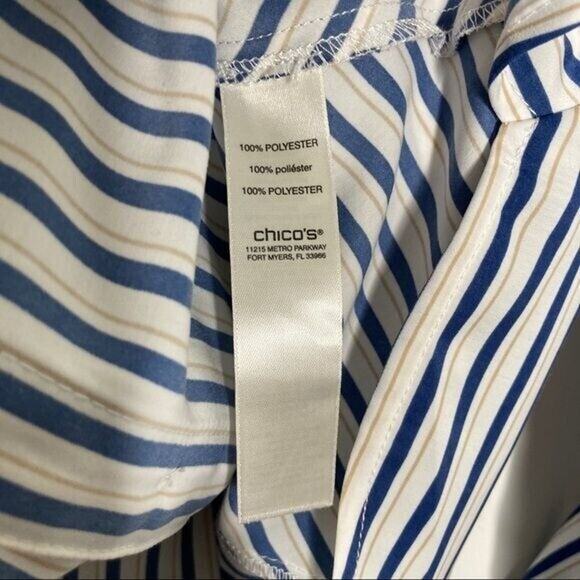 100% POLYESTER
100% poliéster
100% POLYESTER
chico's®
11215 METRO PARKWAY
FORT MYERS, FL 33966